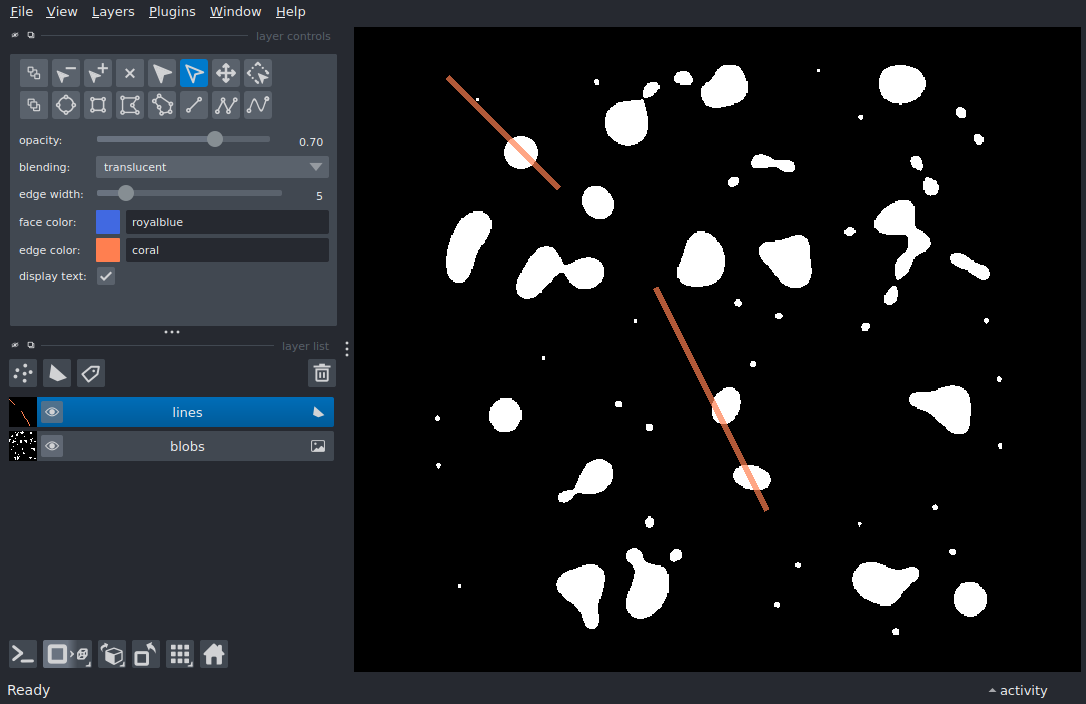 File View Layers Plugins Window Help
layer controls
opacity: 0.70
blending: translucent
edge width: 5
face color: royalblue
edge color: coral
display text:
layer list
lines
blobs
Ready activity